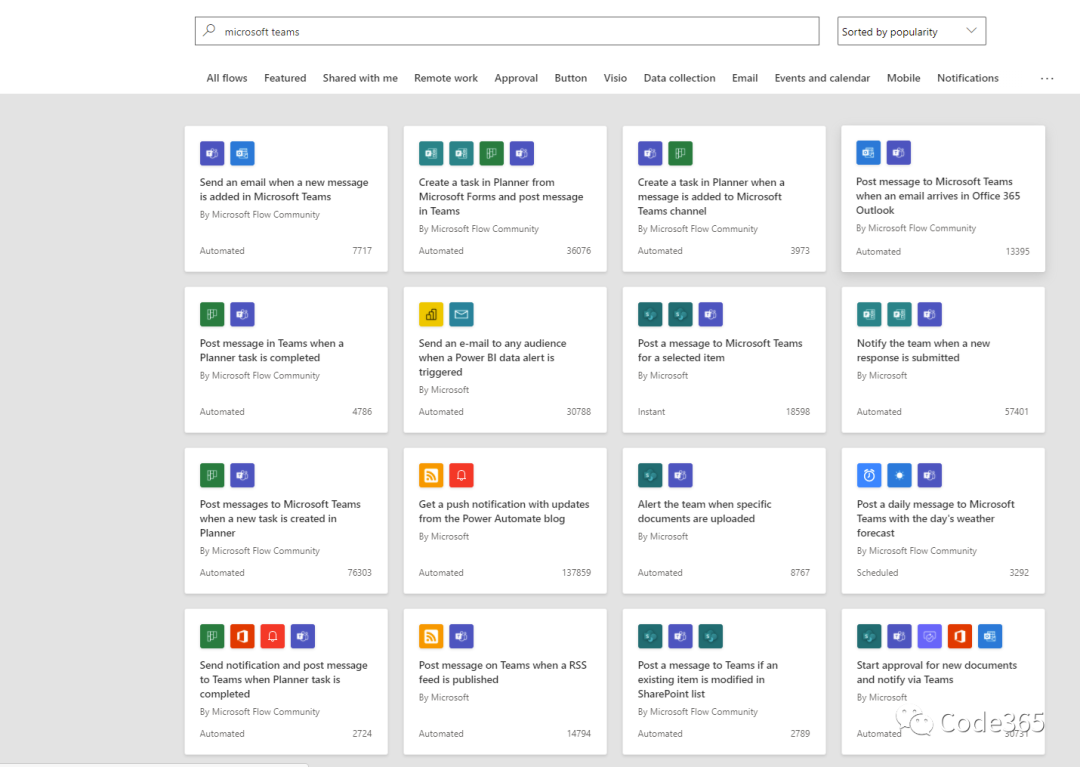 microsoft teams
Sorted by popularity
All flows Featured Shared with me Remote work Approval Button Visio Data collection Email Events and calendar Mobile Notifications ...
Send an email when a new message
is added in Microsoft Teams
By Microsoft Flow Community
Automated 7717
Create a task in Planner from
Microsoft Forms and post message
in Teams
By Microsoft Flow Community
Automated 36076
Create a task in Planner when a
message is added to Microsoft
Teams channel
By Microsoft Flow Community
Automated 3973
Post message to Microsoft Teams
when an email arrives in Office 365
Outlook
By Microsoft Flow Community
Automated 13395
Post message in Teams when a
Planner task is completed
By Microsoft Flow Community
Automated 4786
Send an e-mail to any audience
when a Power BI data alert is
triggered
By Microsoft
Automated 30788
Post a message to Microsoft Teams
for a selected item
By Microsoft
Instant 18598
Notify the team when a new
response is submitted
By Microsoft
Automated 57401
Post messages to Microsoft Teams
when a new task is created in
Planner
By Microsoft Flow Community
Automated 76303
Get a push notification with updates
from the Power Automate blog
By Microsoft
Automated 137859
Alert the team when specific
documents are uploaded
By Microsoft
Automated 8767
Post a daily message to Microsoft
Teams with the day's weather
forecast
By Microsoft Flow Community
Scheduled 3292
Send notification and post message
to Teams when Planner task is
completed
By Microsoft Flow Community
Automated 2724
Post message on Teams when a RSS
feed is published
By Microsoft
Automated 14794
Post a message to Teams if an
existing item is modified in
SharePoint list
By Microsoft Flow Community
Automated 2789
Start approval for new documents
and notify via Teams
By Microsoft
Automated 30731
Code365